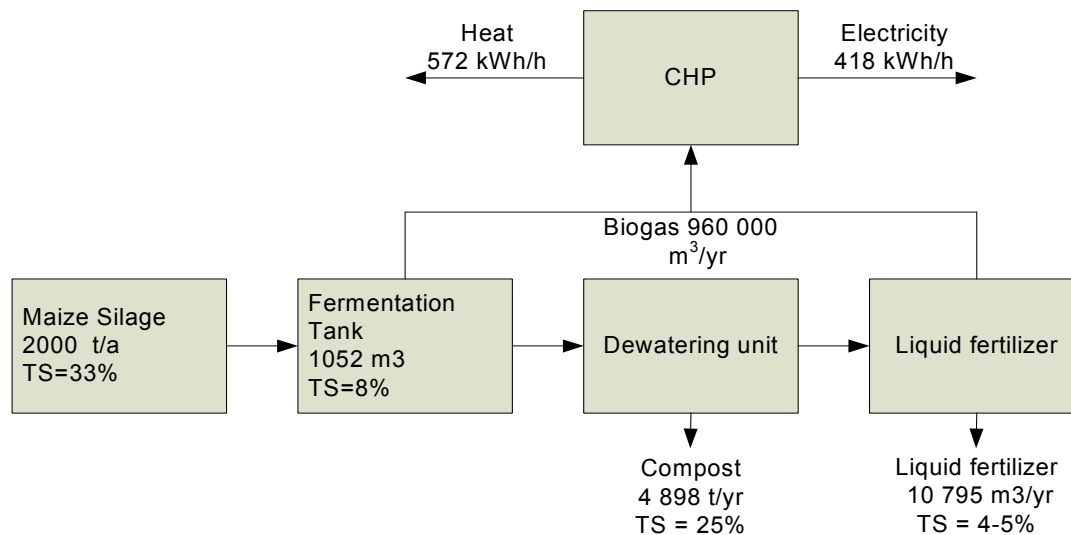 Heat
572 kWh/h
CHP
Electricity
418 kWh/h
Biogas 960 000
m³/yr
Maize Silage
2000 t/a
TS=33%
Fermentation
Tank
1052 m3
TS=8%
Dewatering unit
Liquid fertilizer
Compost
4 898 t/yr
TS = 25%
Liquid fertilizer
10 795 m3/yr
TS = 4-5%